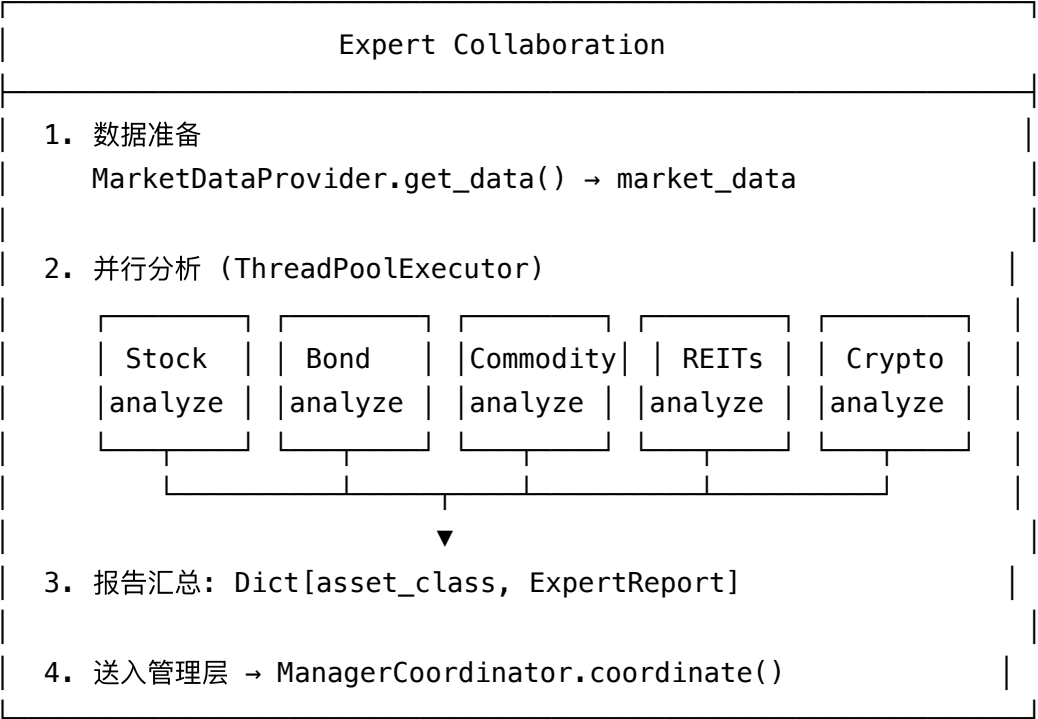 Expert Collaboration
1. 数据准备
MarketDataProvider.get_data() → market_data
2. 并行分析 (ThreadPoolExecutor)
Stock Bond Commodity REITs Crypto
analyze analyze analyze analyze analyze
3. 报告汇总: Dict[asset_class, ExpertReport]
4. 送入管理层 → ManagerCoordinator.coordinate()